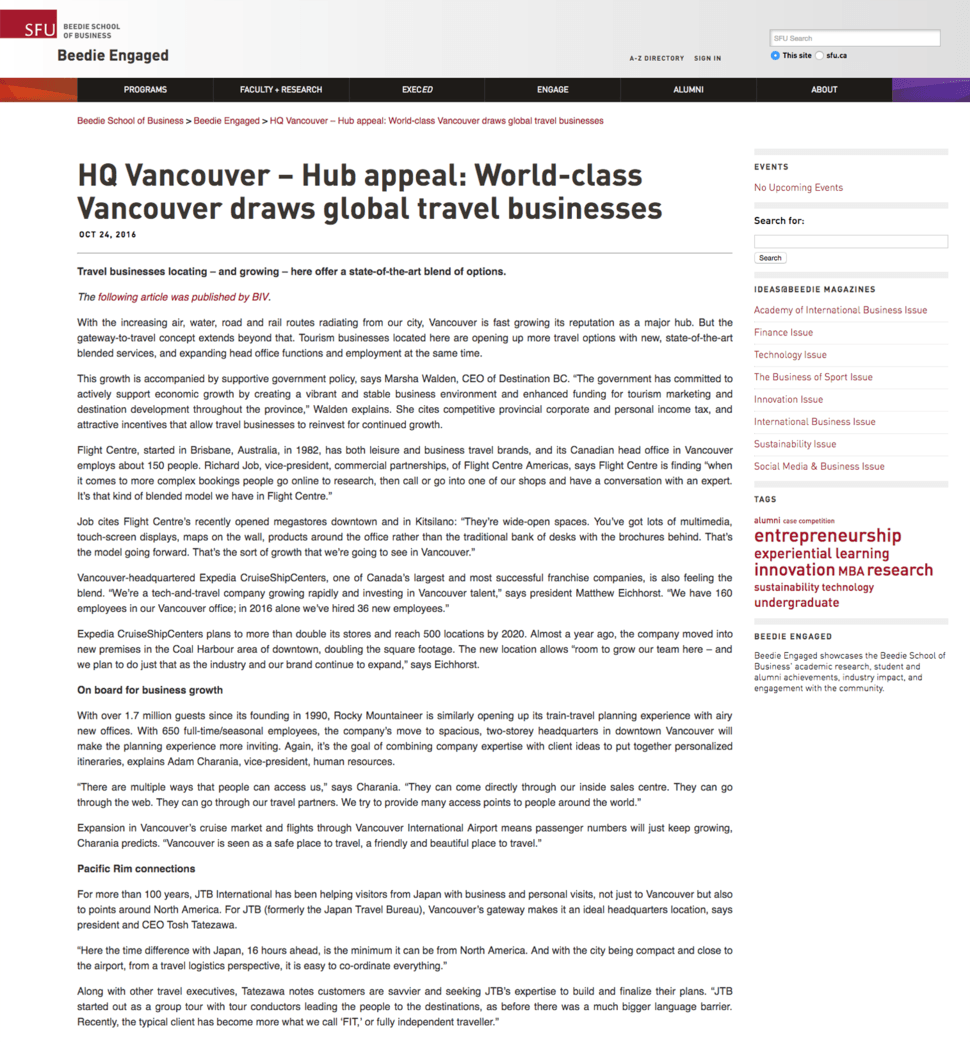 SFU BEEDIE SCHOOL
OF BUSINESS
Beedie Engaged
A-Z DIRECTORY SIGN IN
SFU Search
This site sfu.ca
PROGRAMS FACULTY + RESEARCH EXECED ENGAGE ALUMNI ABOUT
Beedie School of Business > Beedie Engaged > HQ Vancouver – Hub appeal: World-class Vancouver draws global travel businesses
HQ Vancouver – Hub appeal: World-class
Vancouver draws global travel businesses
OCT 24, 2016
Travel businesses locating – and growing – here offer a state-of-the-art blend of options.
The following article was published by BIV.
With the increasing air, water, road and rail routes radiating from our city, Vancouver is fast growing its reputation as a major hub. But the
gateway-to-travel concept extends beyond that. Tourism businesses located here are opening up more travel options with new, state-of-the-art
blended services, and expanding head office functions and employment at the same time.
This growth is accompanied by supportive government policy, says Marsha Walden, CEO of Destination BC. “The government has committed to
actively support economic growth by creating a vibrant and stable business environment and enhanced funding for tourism marketing and
destination development throughout the province,” Walden explains. She cites competitive provincial corporate and personal income tax, and
attractive incentives that allow travel businesses to reinvest for continued growth.
Flight Centre, started in Brisbane, Australia, in 1982, has both leisure and business travel brands, and its Canadian head office in Vancouver
employs about 150 people. Richard Job, vice-president, commercial partnerships, of Flight Centre Americas, says Flight Centre is finding “when
it comes to more complex bookings people go online to research, then call or go into one of our shops and have a conversation with an expert.
It’s that kind of blended model we have in Flight Centre.”
Job cites Flight Centre’s recently opened megastores downtown and in Kitsilano: “They’re wide-open spaces. You’ve got lots of multimedia,
touch-screen displays, maps on the wall, products around the office rather than the traditional bank of desks with the brochures behind. That’s
the model going forward. That’s the sort of growth that we’re going to see in Vancouver.”
Vancouver-headquartered Expedia CruiseShipCenters, one of Canada’s largest and most successful franchise companies, is also feeling the
blend. “We’re a tech-and-travel company growing rapidly and investing in Vancouver talent,” says president Matthew Eichhorst. “We have 160
employees in our Vancouver office; in 2016 alone we’ve hired 36 new employees.”
Expedia CruiseShipCenters plans to more than double its stores and reach 500 locations by 2020. Almost a year ago, the company moved into
new premises in the Coal Harbour area of downtown, doubling the square footage. The new location allows “room to grow our team here – and
we plan to do just that as the industry and our brand continue to expand,” says Eichhorst.
On board for business growth
With over 1.7 million guests since its founding in 1990, Rocky Mountaineer is similarly opening up its train-travel planning experience with airy
new offices. With 650 full-time/seasonal employees, the company’s move to spacious, two-storey headquarters in downtown Vancouver will
make the planning experience more inviting. Again, it’s the goal of combining company expertise with client ideas to put together personalized
itineraries, explains Adam Charania, vice-president, human resources.
“There are multiple ways that people can access us,” says Charania. “They can come directly through our inside sales centre. They can go
through the web. They can go through our travel partners. We try to provide many access points to people around the world.”
Expansion in Vancouver’s cruise market and flights through Vancouver International Airport means passenger numbers will just keep growing,
Charania predicts. “Vancouver is seen as a safe place to travel, a friendly and beautiful place to travel.”
Pacific Rim connections
For more than 100 years, JTB International has been helping visitors from Japan with business and personal visits, not just to Vancouver but also
to points around North America. For JTB (formerly the Japan Travel Bureau), Vancouver’s gateway makes it an ideal headquarters location, says
president and CEO Tosh Tatezawa.
“Here the time difference with Japan, 16 hours ahead, is the minimum it can be from North America. And with the city being compact and close to
the airport, from a travel logistics perspective, it is easy to co-ordinate everything.”
Along with other travel executives, Tatezawa notes customers are savvier and seeking JTB’s expertise to build and finalize their plans. “JTB
started out as a group tour with tour conductors leading the people to the destinations, as before there was a much bigger language barrier.
Recently, the typical client has become more what we call ‘FIT,’ or fully independent traveller.”
EVENTS
No Upcoming Events
Search for:
Search
IDEAS@BEEDIE MAGAZINES
Academy of International Business Issue
Finance Issue
Technology Issue
The Business of Sport Issue
Innovation Issue
International Business Issue
Sustainability Issue
Social Media & Business Issue
TAGS
alumni case competition
entrepreneurship
experiential learning
innovation MBA research
sustainability technology
undergraduate
BEEDIE ENGAGED
Beedie Engaged showcases the Beedie School of
Business' academic research, student and
alumni achievements, industry impact, and
engagement with the community.